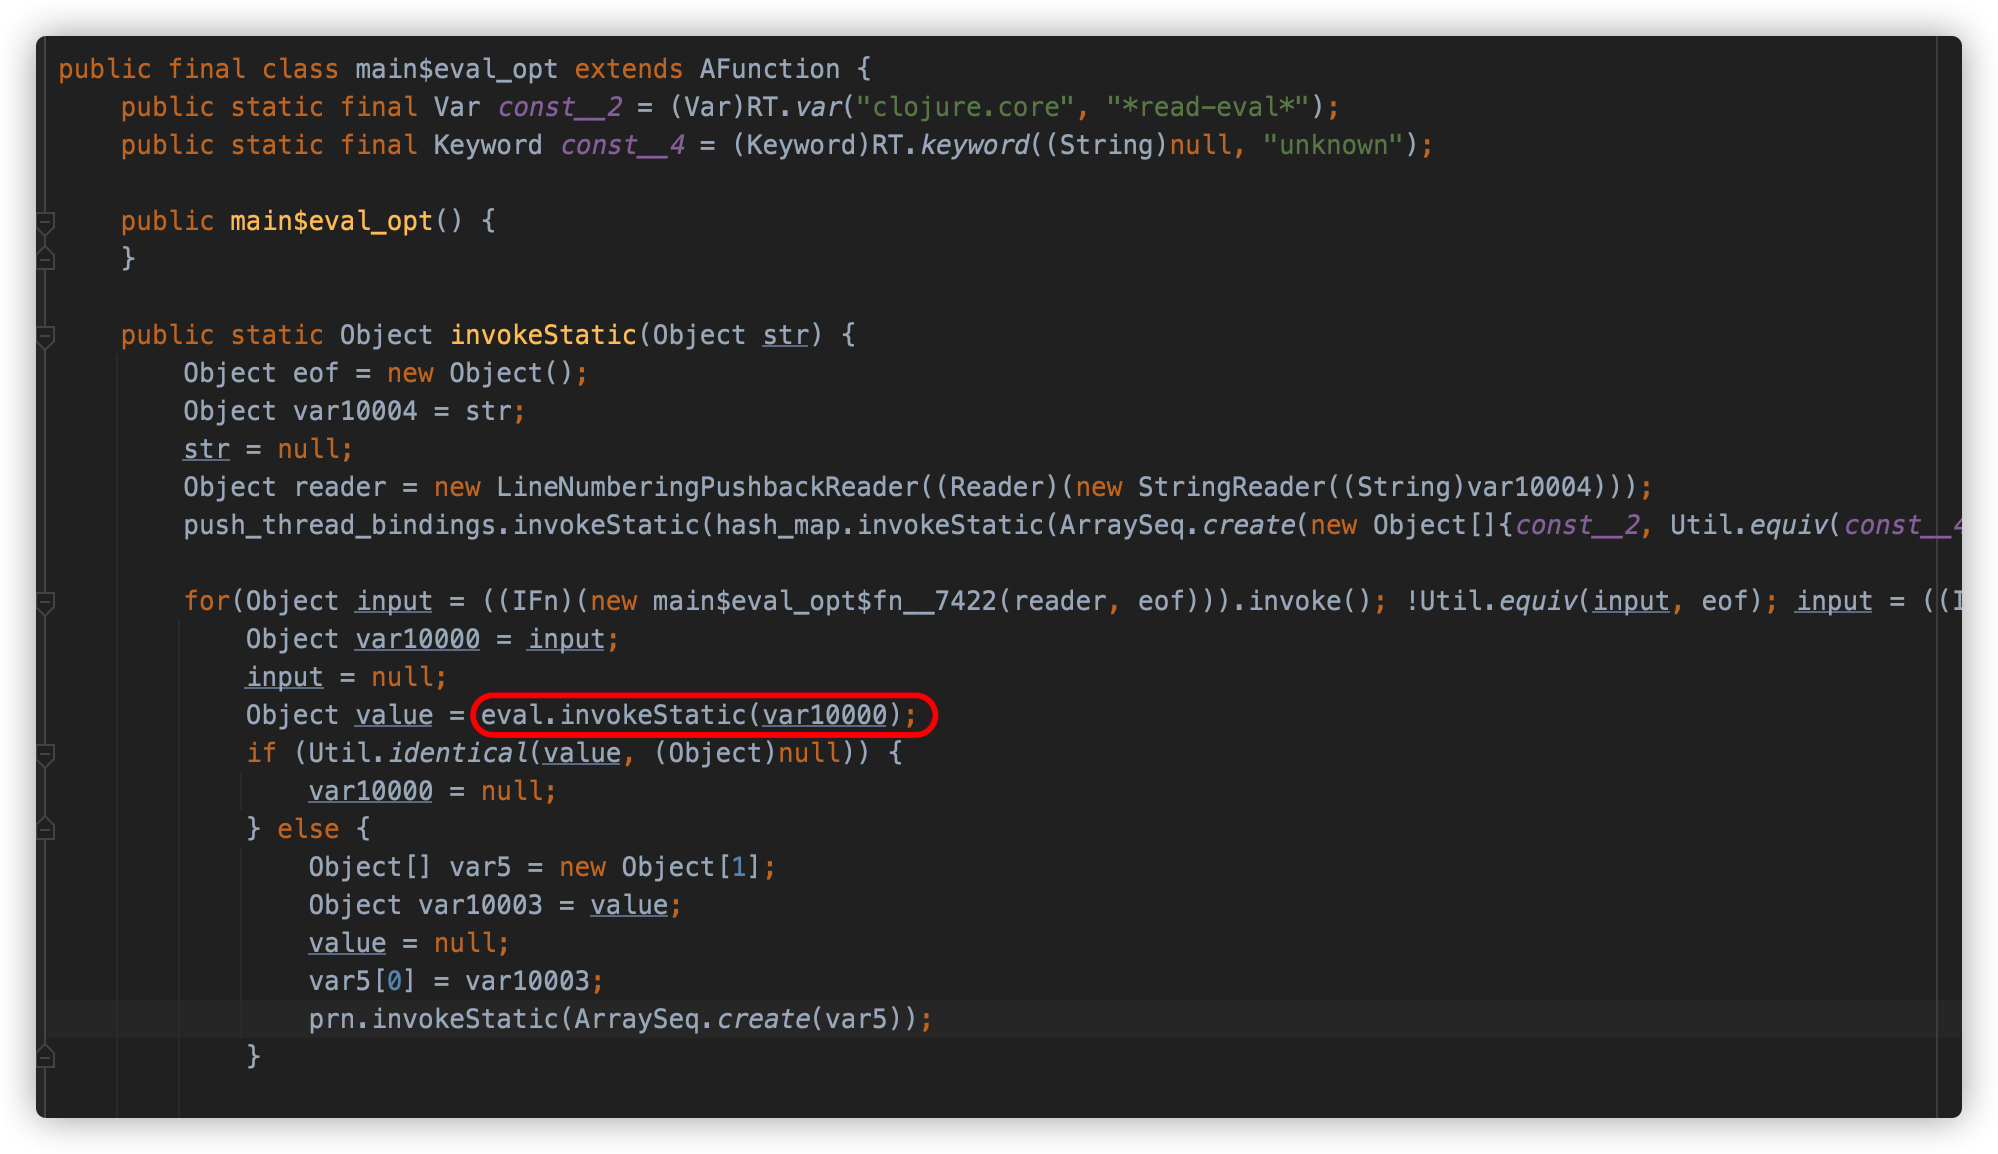 public final class main$eval_opt extends AFunction {
public static final Var const__2 = (Var)RT.var("clojure.core", "*read-eval*");
public static final Keyword const__4 = (Keyword)RT.keyword((String)null, "unknown");
public main$eval_opt() {
}
public static Object invokeStatic(Object str) {
Object eof = new Object();
Object var10004 = str;
str = null;
Object reader = new LineNumberingPushbackReader((Reader)(new StringReader((String)var10004)));
push_thread_bindings.invokeStatic(hash_map.invokeStatic(ArraySeq.create(new Object[]{const__2, Util.equiv(const__4
for(Object input = ((IFn)(new main$eval_opt$fn__7422(reader, eof))).invoke(); !Util.equiv(input, eof); input = ((I
Object var10000 = input;
input = null;
Object value = eval.invokeStatic(var10000);
if (Util.identical(value, (Object)null)) {
var10000 = null;
} else {
Object[] var5 = new Object[1];
Object var10003 = value;
value = null;
var5[0] = var10003;
prn.invokeStatic(ArraySeq.create(var5));
}